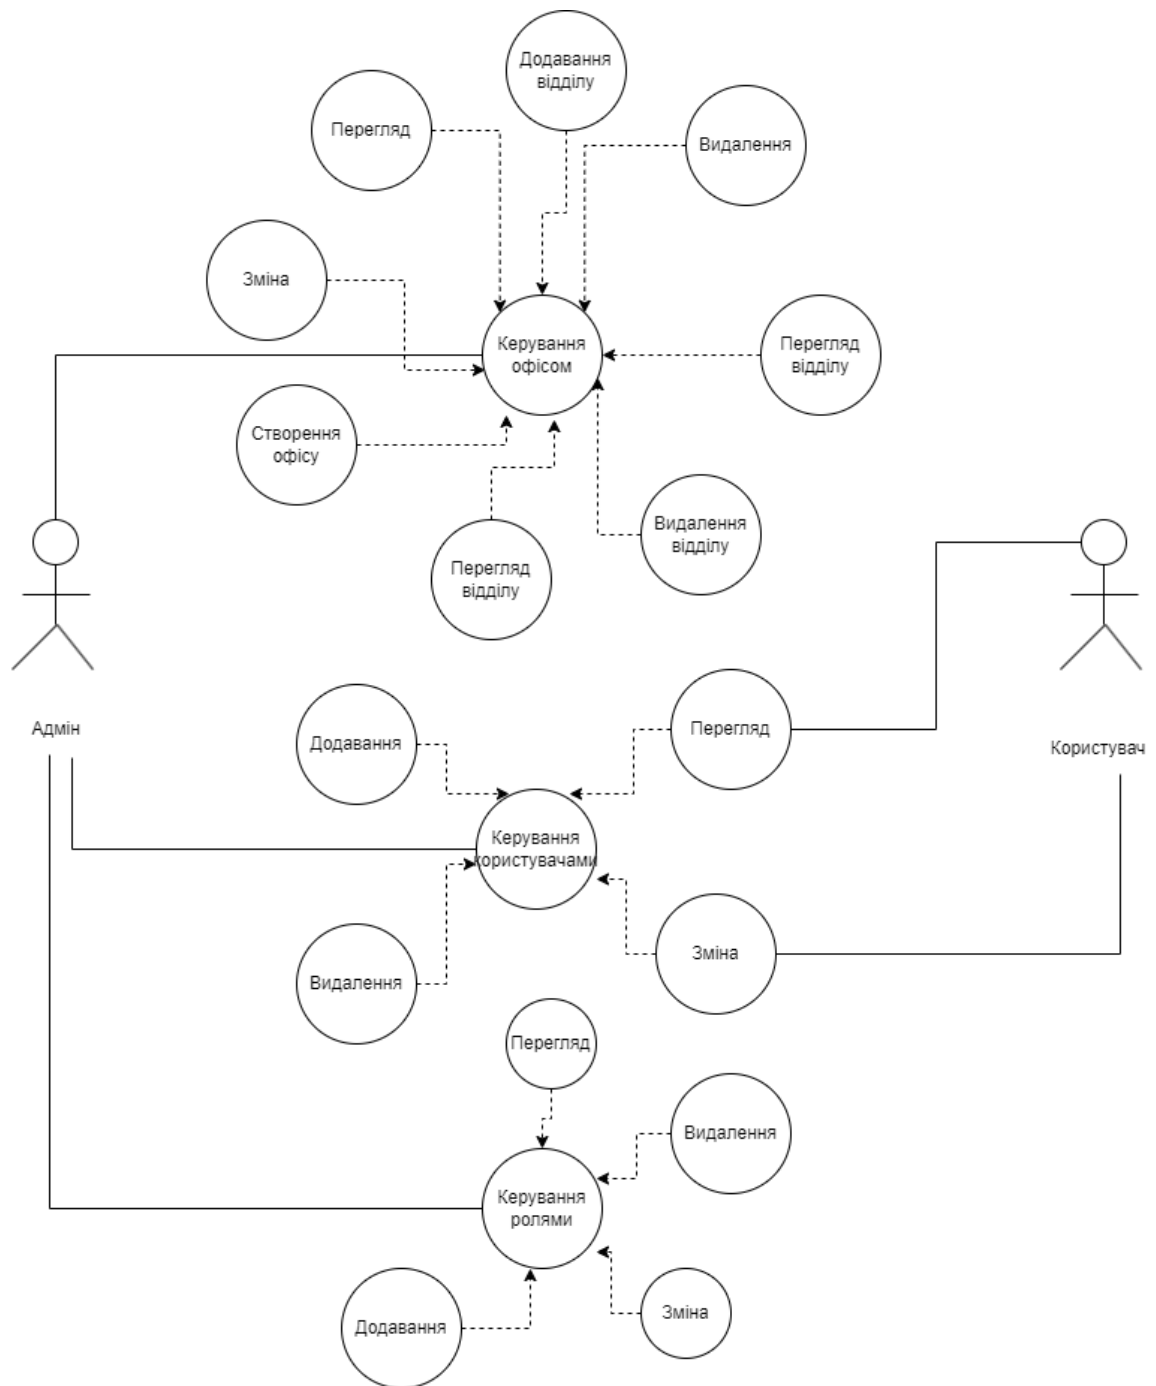 Додавання
відділу
Перегляд
Видалення
Зміна
Керування
офісом
Перегляд
відділу
Створення
офісу
Видалення
відділу
Перегляд
відділу
Адмін
Користувач
Перегляд
Додавання
Керування
користувачами
Зміна
Видалення
Перегляд
Видалення
Керування
ролями
Зміна
Додавання